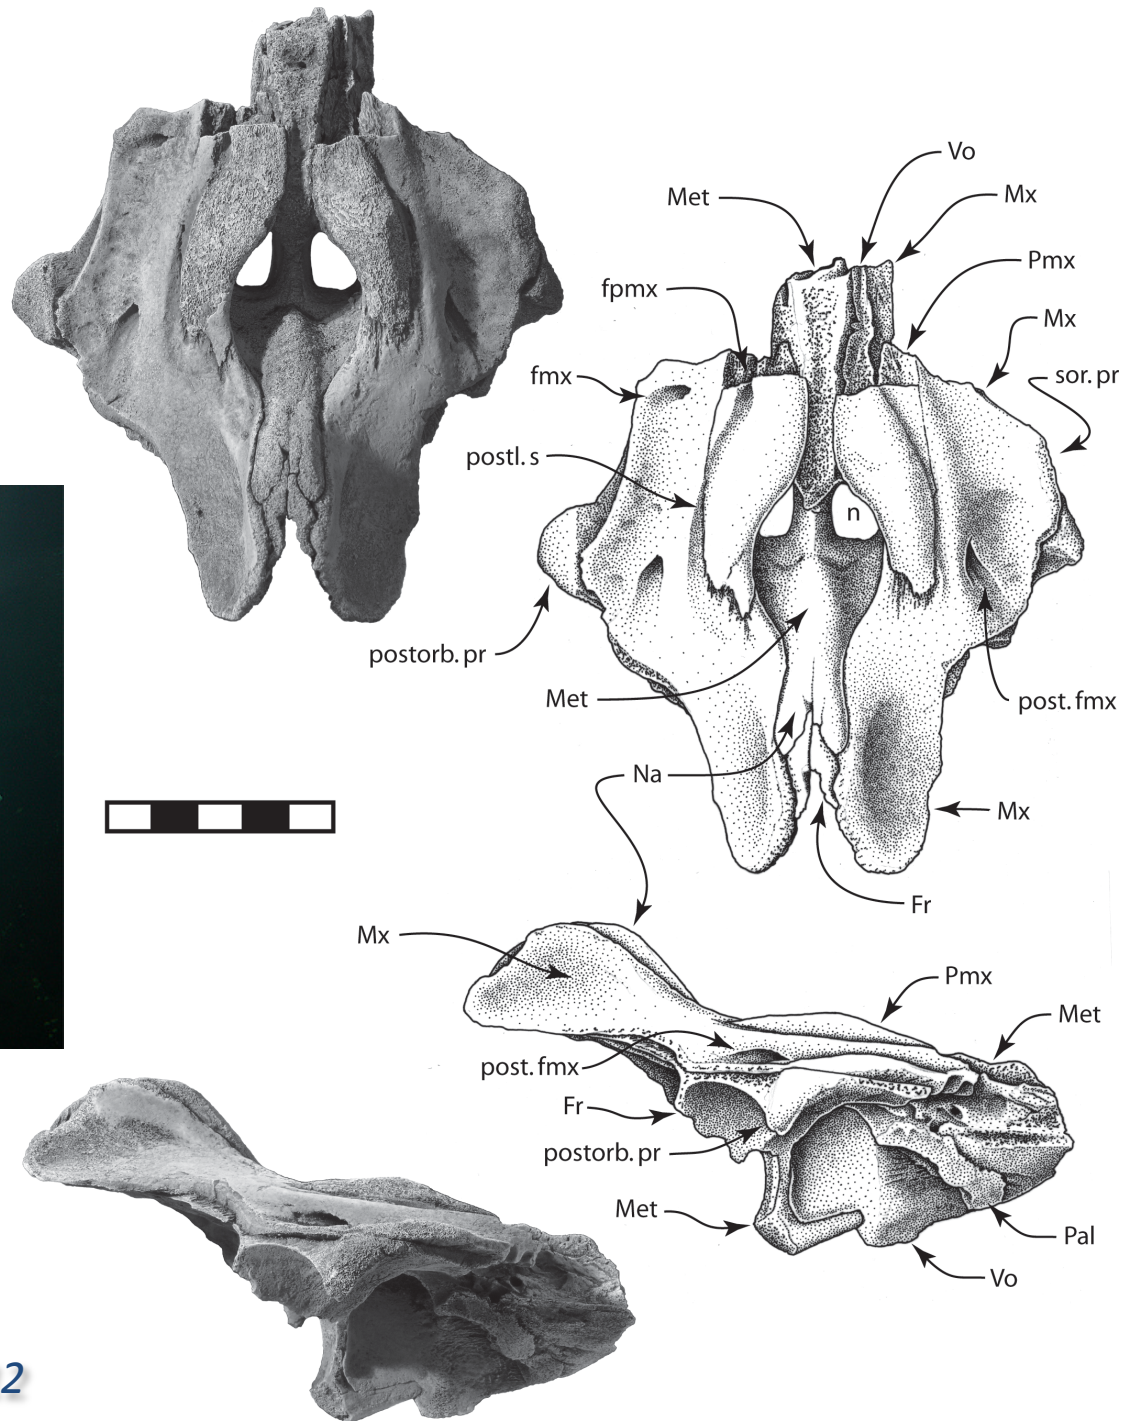 Vo
Met
Mx
Pmx
fpmx
Mx
fmx
sor. pr
postl. s
n
postorb. pr
Met
post. fmx
Na
Mx
Fr
Mx
Pmx
Met
post. fmx
Fr
postorb. pr
Met
Pal
Vo
2